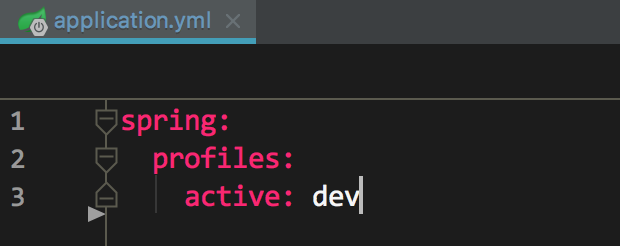 application.yml
1 spring:
2   profiles:
3     active: dev